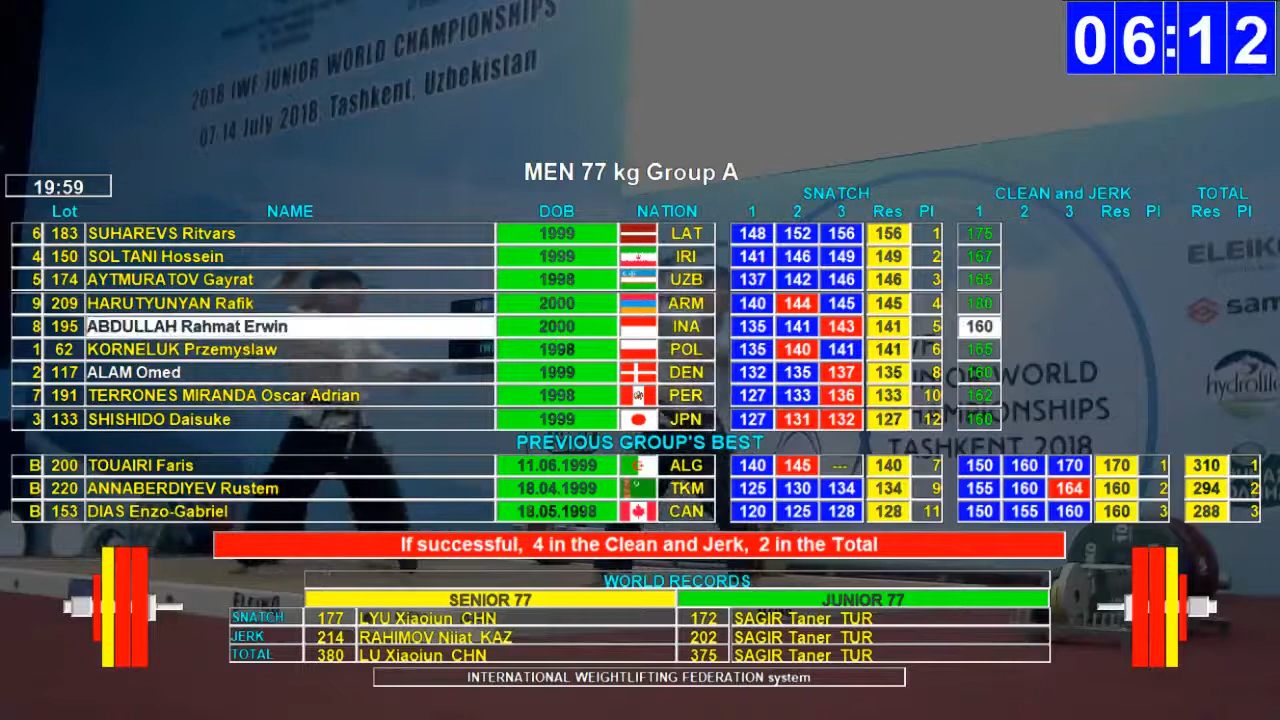 06:12
2018 IWF JUNIOR WORLD CHAMPIONSHIPS
07-14 July 2018, Tashkent, Uzbekistan
MEN 77 kg Group A
19:59
SNATCH CLEAN and JERK TOTAL
Lot NAME DOB NATION 1 2 3 Res Pl 1 2 3 Res Pl Res Pl
6 183 SUHAREVS Ritvars 1999 LAT 148 152 156 156 1 175
4 150 SOLTANI Hossein 1999 IRI 141 146 149 149 2 167
5 174 AYTMURATOV Gayrat 1998 UZB 137 142 146 146 3 165
9 209 HARUTYUNYAN Rafik 2000 ARM 140 144 145 145 4 180
8 195 ABDULLAH Rahmat Erwin 2000 INA 135 141 143 141 5 160
1 62 KORNELUK Przemyslaw 1998 POL 135 140 141 141 6 165
2 117 ALAM Omed 1999 DEN 132 135 137 135 8 160
7 191 TERRONES MIRANDA Oscar Adrian 1998 PER 127 133 136 133 10 162
3 133 SHISHIDO Daisuke 1999 JPN 127 131 132 127 12 160
PREVIOUS GROUP'S BEST
B 200 TOUAIRI Faris 11.06.1999 ALG 140 145 --- 140 7 150 160 170 170 1 310 1
B 220 ANNABERDIYEV Rustem 18.04.1999 TKM 125 130 134 134 9 155 160 164 160 2 294 2
B 153 DIAS Enzo-Gabriel 18.05.1998 CAN 120 125 128 128 11 150 155 160 160 3 288 3
If successful, 4 in the Clean and Jerk, 2 in the Total
WORLD RECORDS
SENIOR 77 JUNIOR 77
SNATCH 177 LYU Xiaojun CHN 172 SAGIR Taner TUR
JERK 214 RAHIMOV Nijat KAZ 202 SAGIR Taner TUR
TOTAL 380 LU Xiaojun CHN 375 SAGIR Taner TUR
INTERNATIONAL WEIGHTLIFTING FEDERATION system
ELEIKO
WORLD
TASHKENT 2018